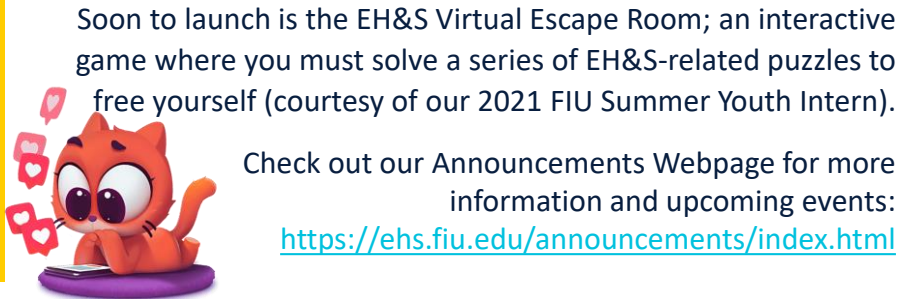 Soon to launch is the EH&S Virtual Escape Room; an interactive
game where you must solve a series of EH&S-related puzzles to
free yourself (courtesy of our 2021 FIU Summer Youth Intern).
Check out our Announcements Webpage for more
information and upcoming events:
https://ehs.fiu.edu/announcements/index.html